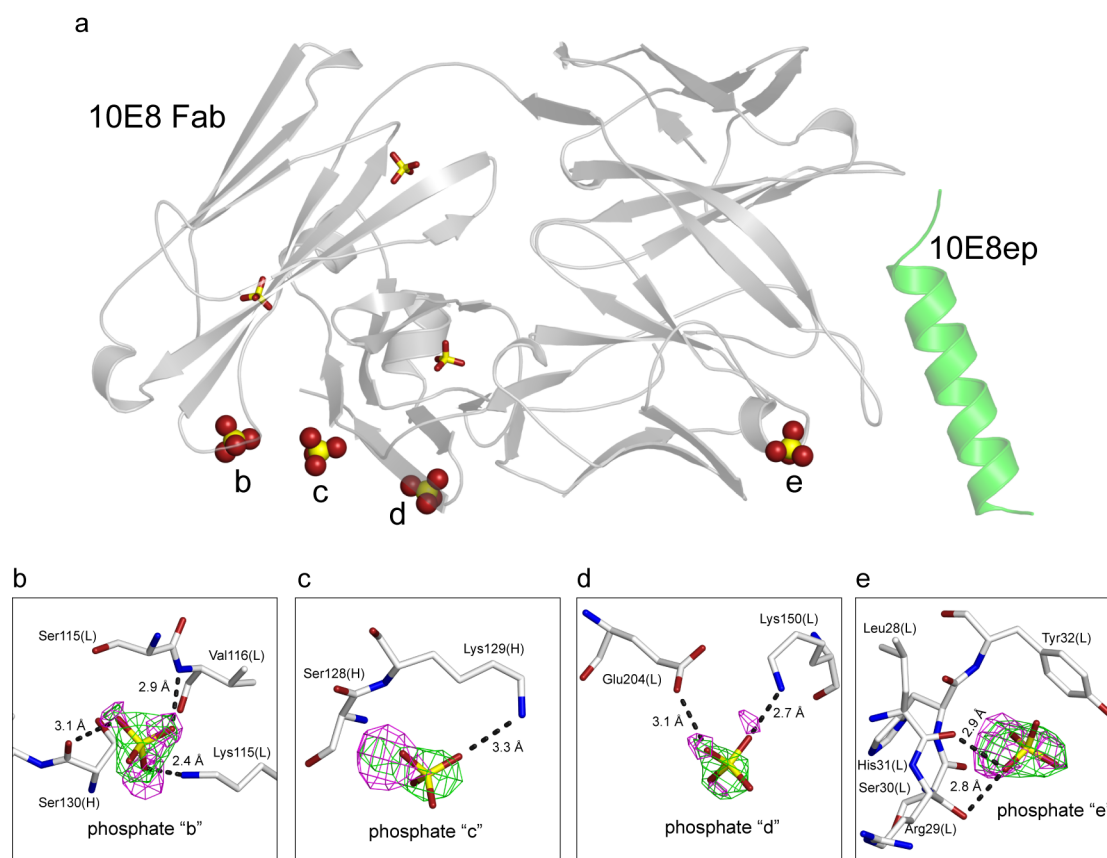 a
10E8 Fab
10E8ep
b
c
d
e
b
Ser115(L)
Val116(L)
2.9 Å
3.1 Å
2.4 Å
Lys115(L)
Ser130(H)
phosphate “b”
c
Ser128(H)
Lys129(H)
3.3 Å
phosphate “c”
d
Lys150(L)
Glu204(L)
3.1 Å
2.7 Å
phosphate “d”
e
Leu28(L)
Tyr32(L)
2.9 Å
His31(L)
Ser30(L)
2.8 Å
Arg29(L)
phosphate “e”